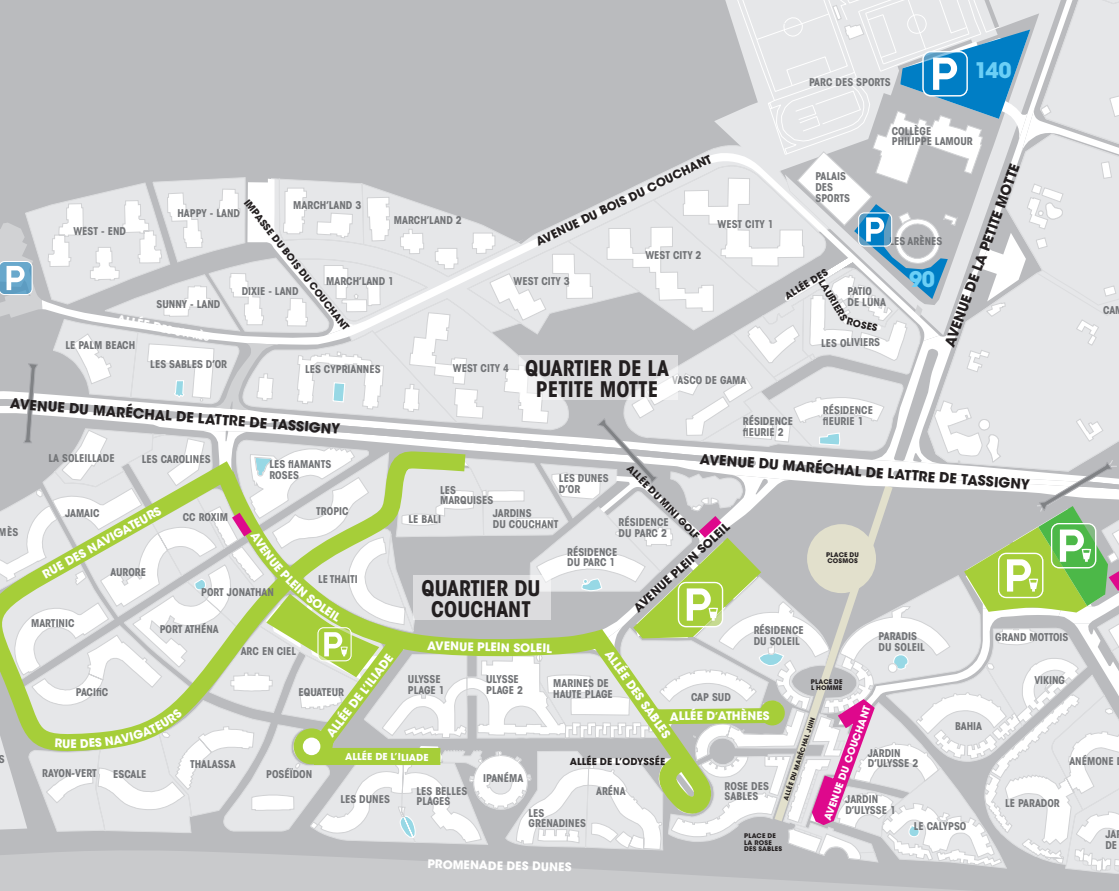 P 140
PARC DES SPORTS
COLLÈGE
PHILIPPE LAMOUR
PALAIS
DES
SPORTS
P
LES ARÈNES
90
AVENUE DE LA PETITE MOTTE
AVENUE DU BOIS DU COUCHANT
WEST - END
HAPPY - LAND
MARCH'LAND 3
MARCH'LAND 2
IMPASSE DU BOIS DU COUCHANT
WEST CITY 1
WEST CITY 2
WEST CITY 3
P
SUNNY - LAND
DIXIE - LAND
MARCH'LAND 1
ALLÉE DES
LAURIERS ROSES
PATIO
DE LUNA
LES OLIVIERS
CAM
LE PALM BEACH
LES SABLES D'OR
LES CYPRIANNES
WEST CITY 4
QUARTIER DE LA
PETITE MOTTE
VASCO DE GAMA
RÉSIDENCE
flEURIE 2
RÉSIDENCE
flEURIE 1
AVENUE DU MARÉCHAL DE LATTRE DE TASSIGNY
AVENUE DU MARÉCHAL DE LATTRE DE TASSIGNY
LA SOLEILLADE
LES CAROLINES
LES flAMANTS
ROSES
JAMAIC
CC ROXIM
TROPIC
LES
MARQUISES
LE BALI
JARDINS
DU COUCHANT
LES DUNES
D'OR
ALLÉE DU MINI GOLF
RÉSIDENCE
DU PARC 2
RÉSIDENCE
DU PARC 1
AVENUE PLEIN SOLEIL
MÈS
RUE DES NAVIGATEURS
AVENUE PLEIN SOLEIL
AURORE
PORT JONATHAN
LE THAITI
QUARTIER DU
COUCHANT
PLACE DU
COSMOS
P
P
P
MARTINIC
PORT ATHÉNA
ARC EN CIEL
P
AVENUE PLEIN SOLEIL
RÉSIDENCE
DU SOLEIL
PARADIS
DU SOLEIL
GRAND MOTTOIS
PACIfiC
EQUATEUR
ALLÉE DE L'ILIADE
ULYSSE
PLAGE 1
ULYSSE
PLAGE 2
MARINES DE
HAUTE PLAGE
ALLÉE DES SABLES
CAP SUD
PLACE DE
L HOMME
VIKING
RUE DES NAVIGATEURS
ALLÉE D'ATHÈNES
BAHIA
ALLÉE DU MARÉCHAL JUIN
AVENUE DU COUCHANT
S
RAYON-VERT
ESCALE
THALASSA
POSÉÏDON
ALLÉE DE L'ILIADE
ALLÉE DE L'ODYSSÉE
JARDIN
D'ULYSSE 2
ANÉMONE
IPANÉMA
LES DUNES
LES BELLES
PLAGES
ARÉNA
ROSE DES
SABLES
JARDIN
D'ULYSSE 1
LE PARADOR
LES
GRENADINES
LE CALYPSO
PLACE DE
LA ROSE
DES SABLES
JAR
DE
PROMENADE DES DUNES